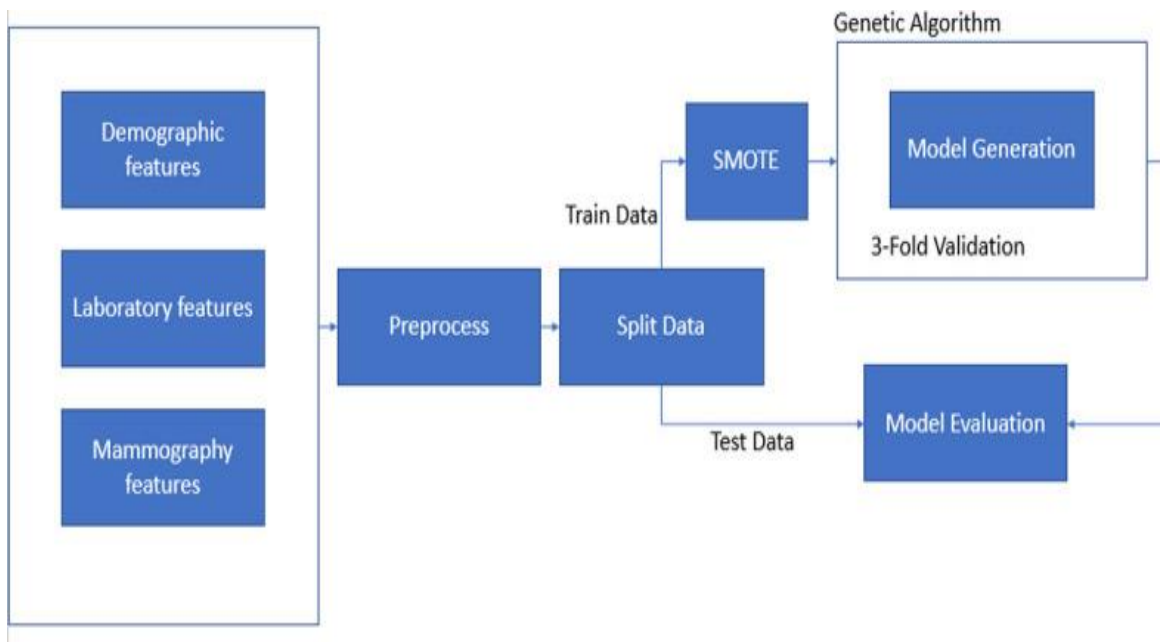 Demographic
features
Laboratory features
Mammography
features
Preprocess
Split Data
Train Data
Test Data
SMOTE
Genetic Algorithm
Model Generation
3-Fold Validation
Model Evaluation